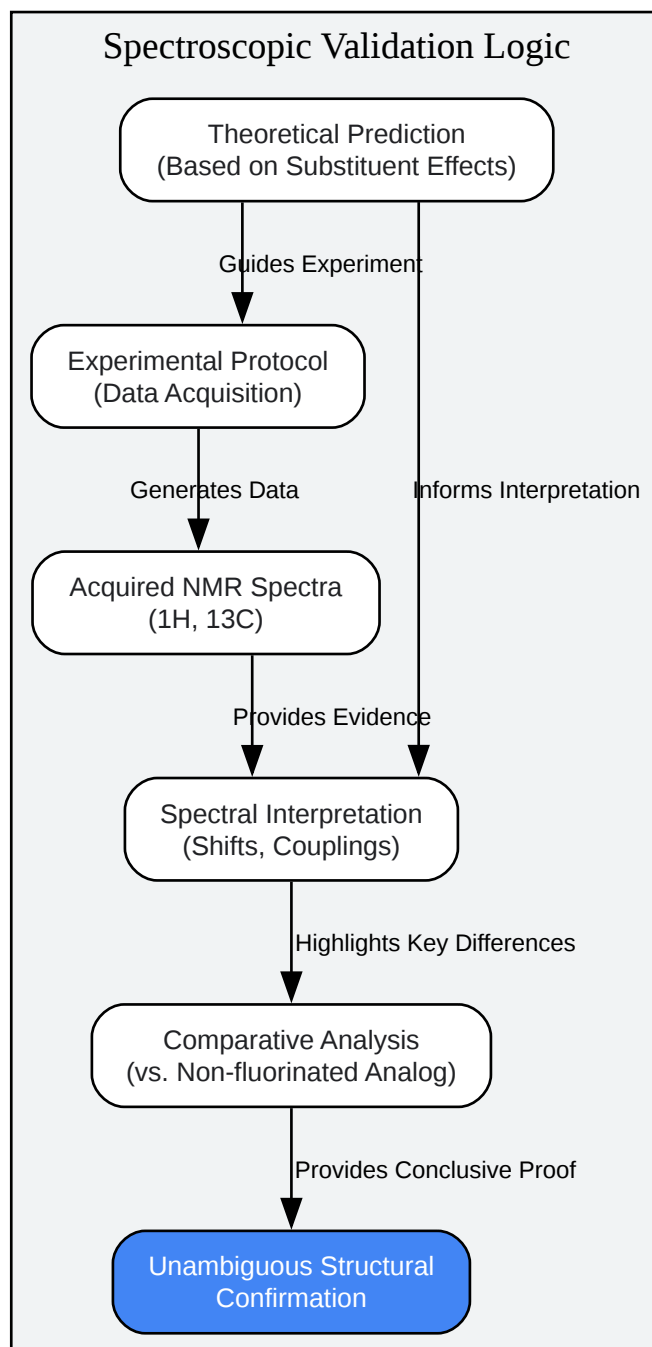 Spectroscopic Validation Logic
Theoretical Prediction
(Based on Substituent Effects)
Guides Experiment
Experimental Protocol
(Data Acquisition)
Generates Data
Informs Interpretation
Acquired NMR Spectra
(1H, 13C)
Provides Evidence
Spectral Interpretation
(Shifts, Couplings)
Highlights Key Differences
Comparative Analysis
(vs. Non-fluorinated Analog)
Provides Conclusive Proof
Unambiguous Structural
Confirmation